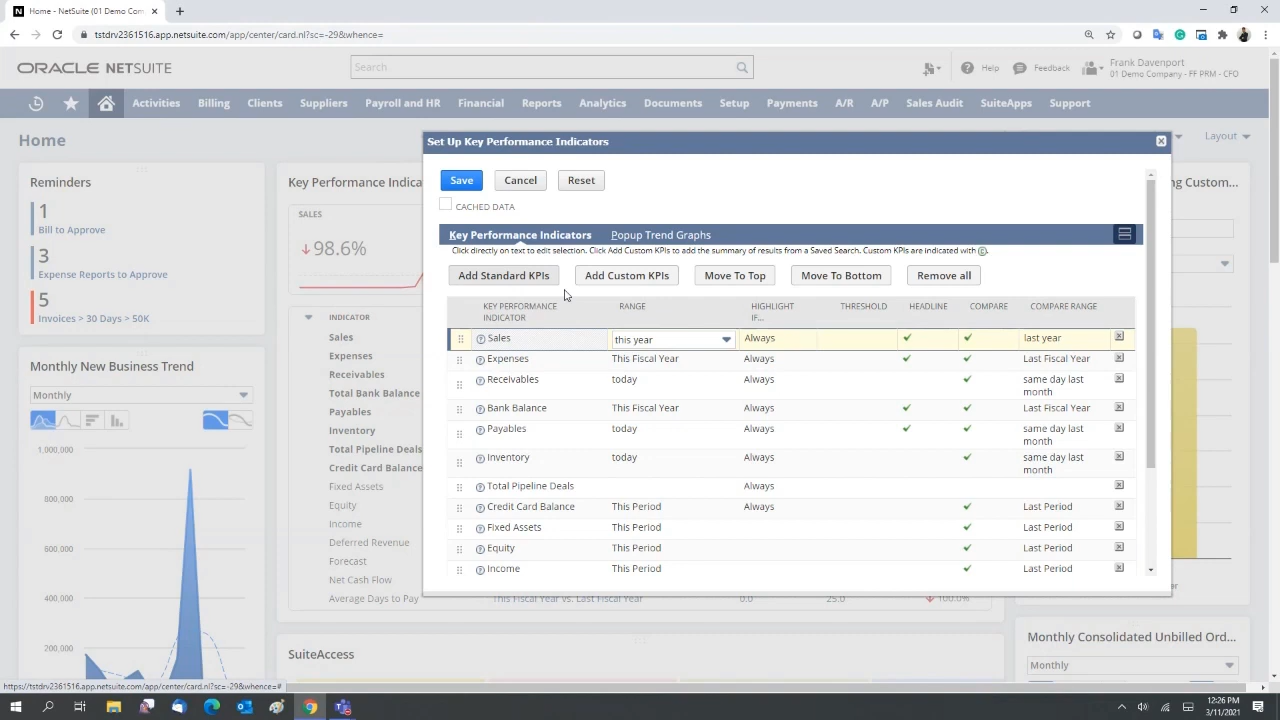 Home - NetSuite (01 Demo Com
tstdrv2361516.app.netsuite.com/app/center/card.nl?sc=-29&whence=
ORACLE NETSUITE
Search
Help
Feedback
Frank Davenport
01 Demo Company - FF PRM - CFO
Activities Billing Clients Suppliers Payroll and HR Financial Reports Analytics Documents Setup Payments A/R A/P Sales Audit SuiteApps Support
Home
Layout
Reminders
1
Bill to Approve
3
Expense Reports to Approve
5
Invoices > 30 Days > 50K
Monthly New Business Trend
Monthly
1,000,000
800,000
600,000
400,000
200,000
Key Performance Indica
SALES
98.6%
INDICATOR
Sales
Expenses
Receivables
Total Bank Balance
Payables
Inventory
Total Pipeline Deals
Credit Card Balance
Fixed Assets
Equity
Income
Deferred Revenue
Forecast
Net Cash Flow
Average Days to Pay This Fiscal Year vs. Last Fiscal Year 0.0 25.0 100.0%
SuiteAccess
Set Up Key Performance Indicators
Save Cancel Reset
CACHED DATA
Key Performance Indicators Popup Trend Graphs
Click directly on text to edit selection. Click Add Custom KPIs to add the summary of results from a Saved Search. Custom KPIs are indicated with
Add Standard KPIs Add Custom KPIs Move To Top Move To Bottom Remove all
KEY PERFORMANCE INDICATOR RANGE HIGHLIGHT IF... THRESHOLD HEADLINE COMPARE COMPARE RANGE
Sales this year Always last year
Expenses This Fiscal Year Always Last Fiscal Year
Receivables today Always same day last month
Bank Balance This Fiscal Year Always Last Fiscal Year
Payables today Always same day last month
Inventory today Always same day last month
Total Pipeline Deals Always
Credit Card Balance This Period Always Last Period
Fixed Assets This Period Last Period
Equity This Period Last Period
Income This Period Last Period
ng Custom...
Monthly Consolidated Unbilled Ord...
Monthly
https://tstdrv2361516.app.netsuite.com/app/center/card.nl?sc=-29&whence=#
12:26 PM
3/11/2021